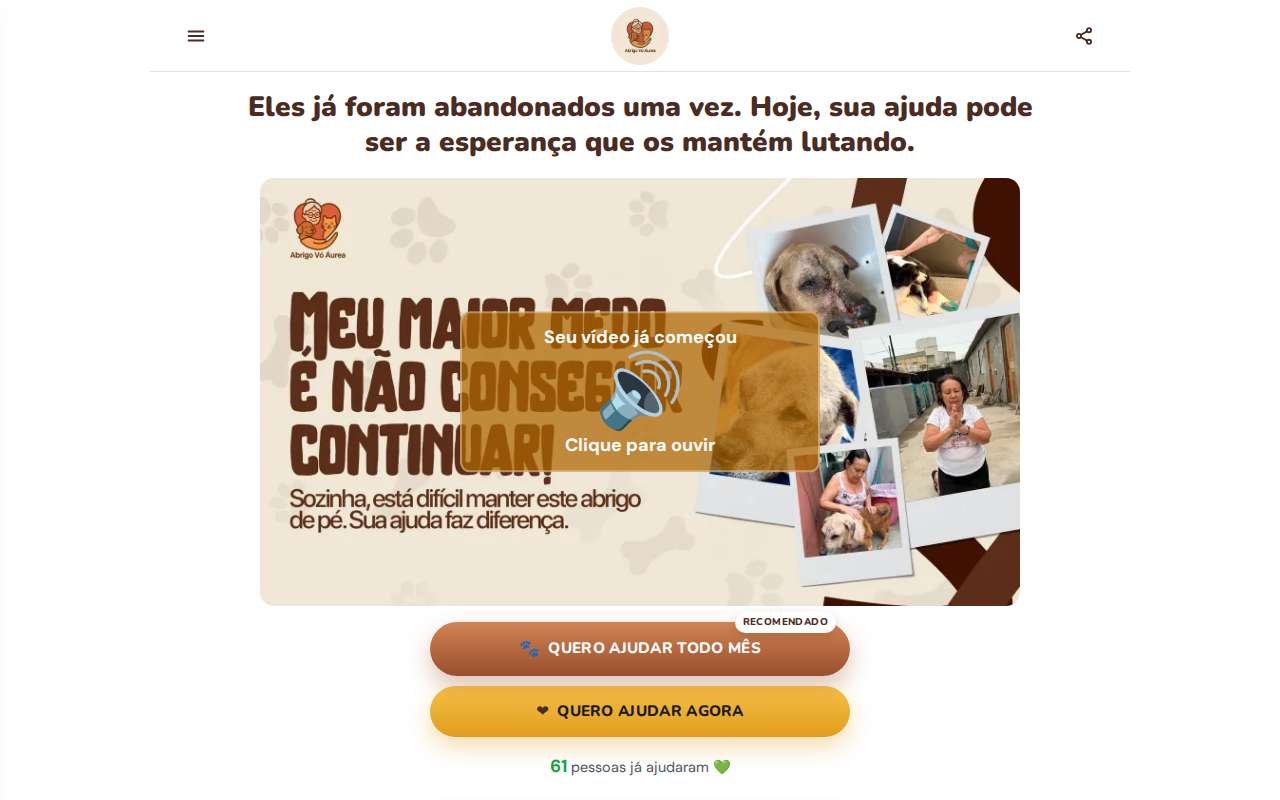 Abrigo Vó Áurea
Eles já foram abandonados uma vez. Hoje, sua ajuda pode
ser a esperança que os mantém lutando.
Abrigo Vó Áurea
MEU MAIOR MEDO
É NÃO CONSEGUIR
CONTINUAR!
Sozinha, está difícil manter este abrigo
de pé. Sua ajuda faz diferença.
Seu vídeo já começou
Clique para ouvir
RECOMENDADO
QUERO AJUDAR TODO MÊS
QUERO AJUDAR AGORA
61 pessoas já ajudaram